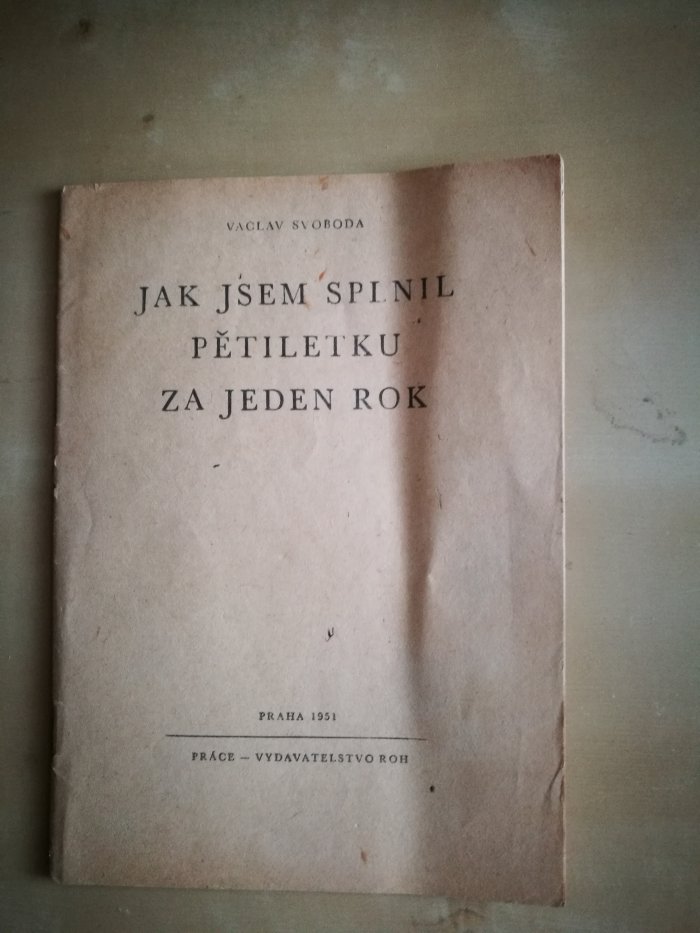 VACLAV SVOBODA
JAK JSEM SPLNIL
PĚTILETKU
ZA JEDEN ROK
PRAHA 1951
PRÁCE — VYDAVATELSTVO ROH